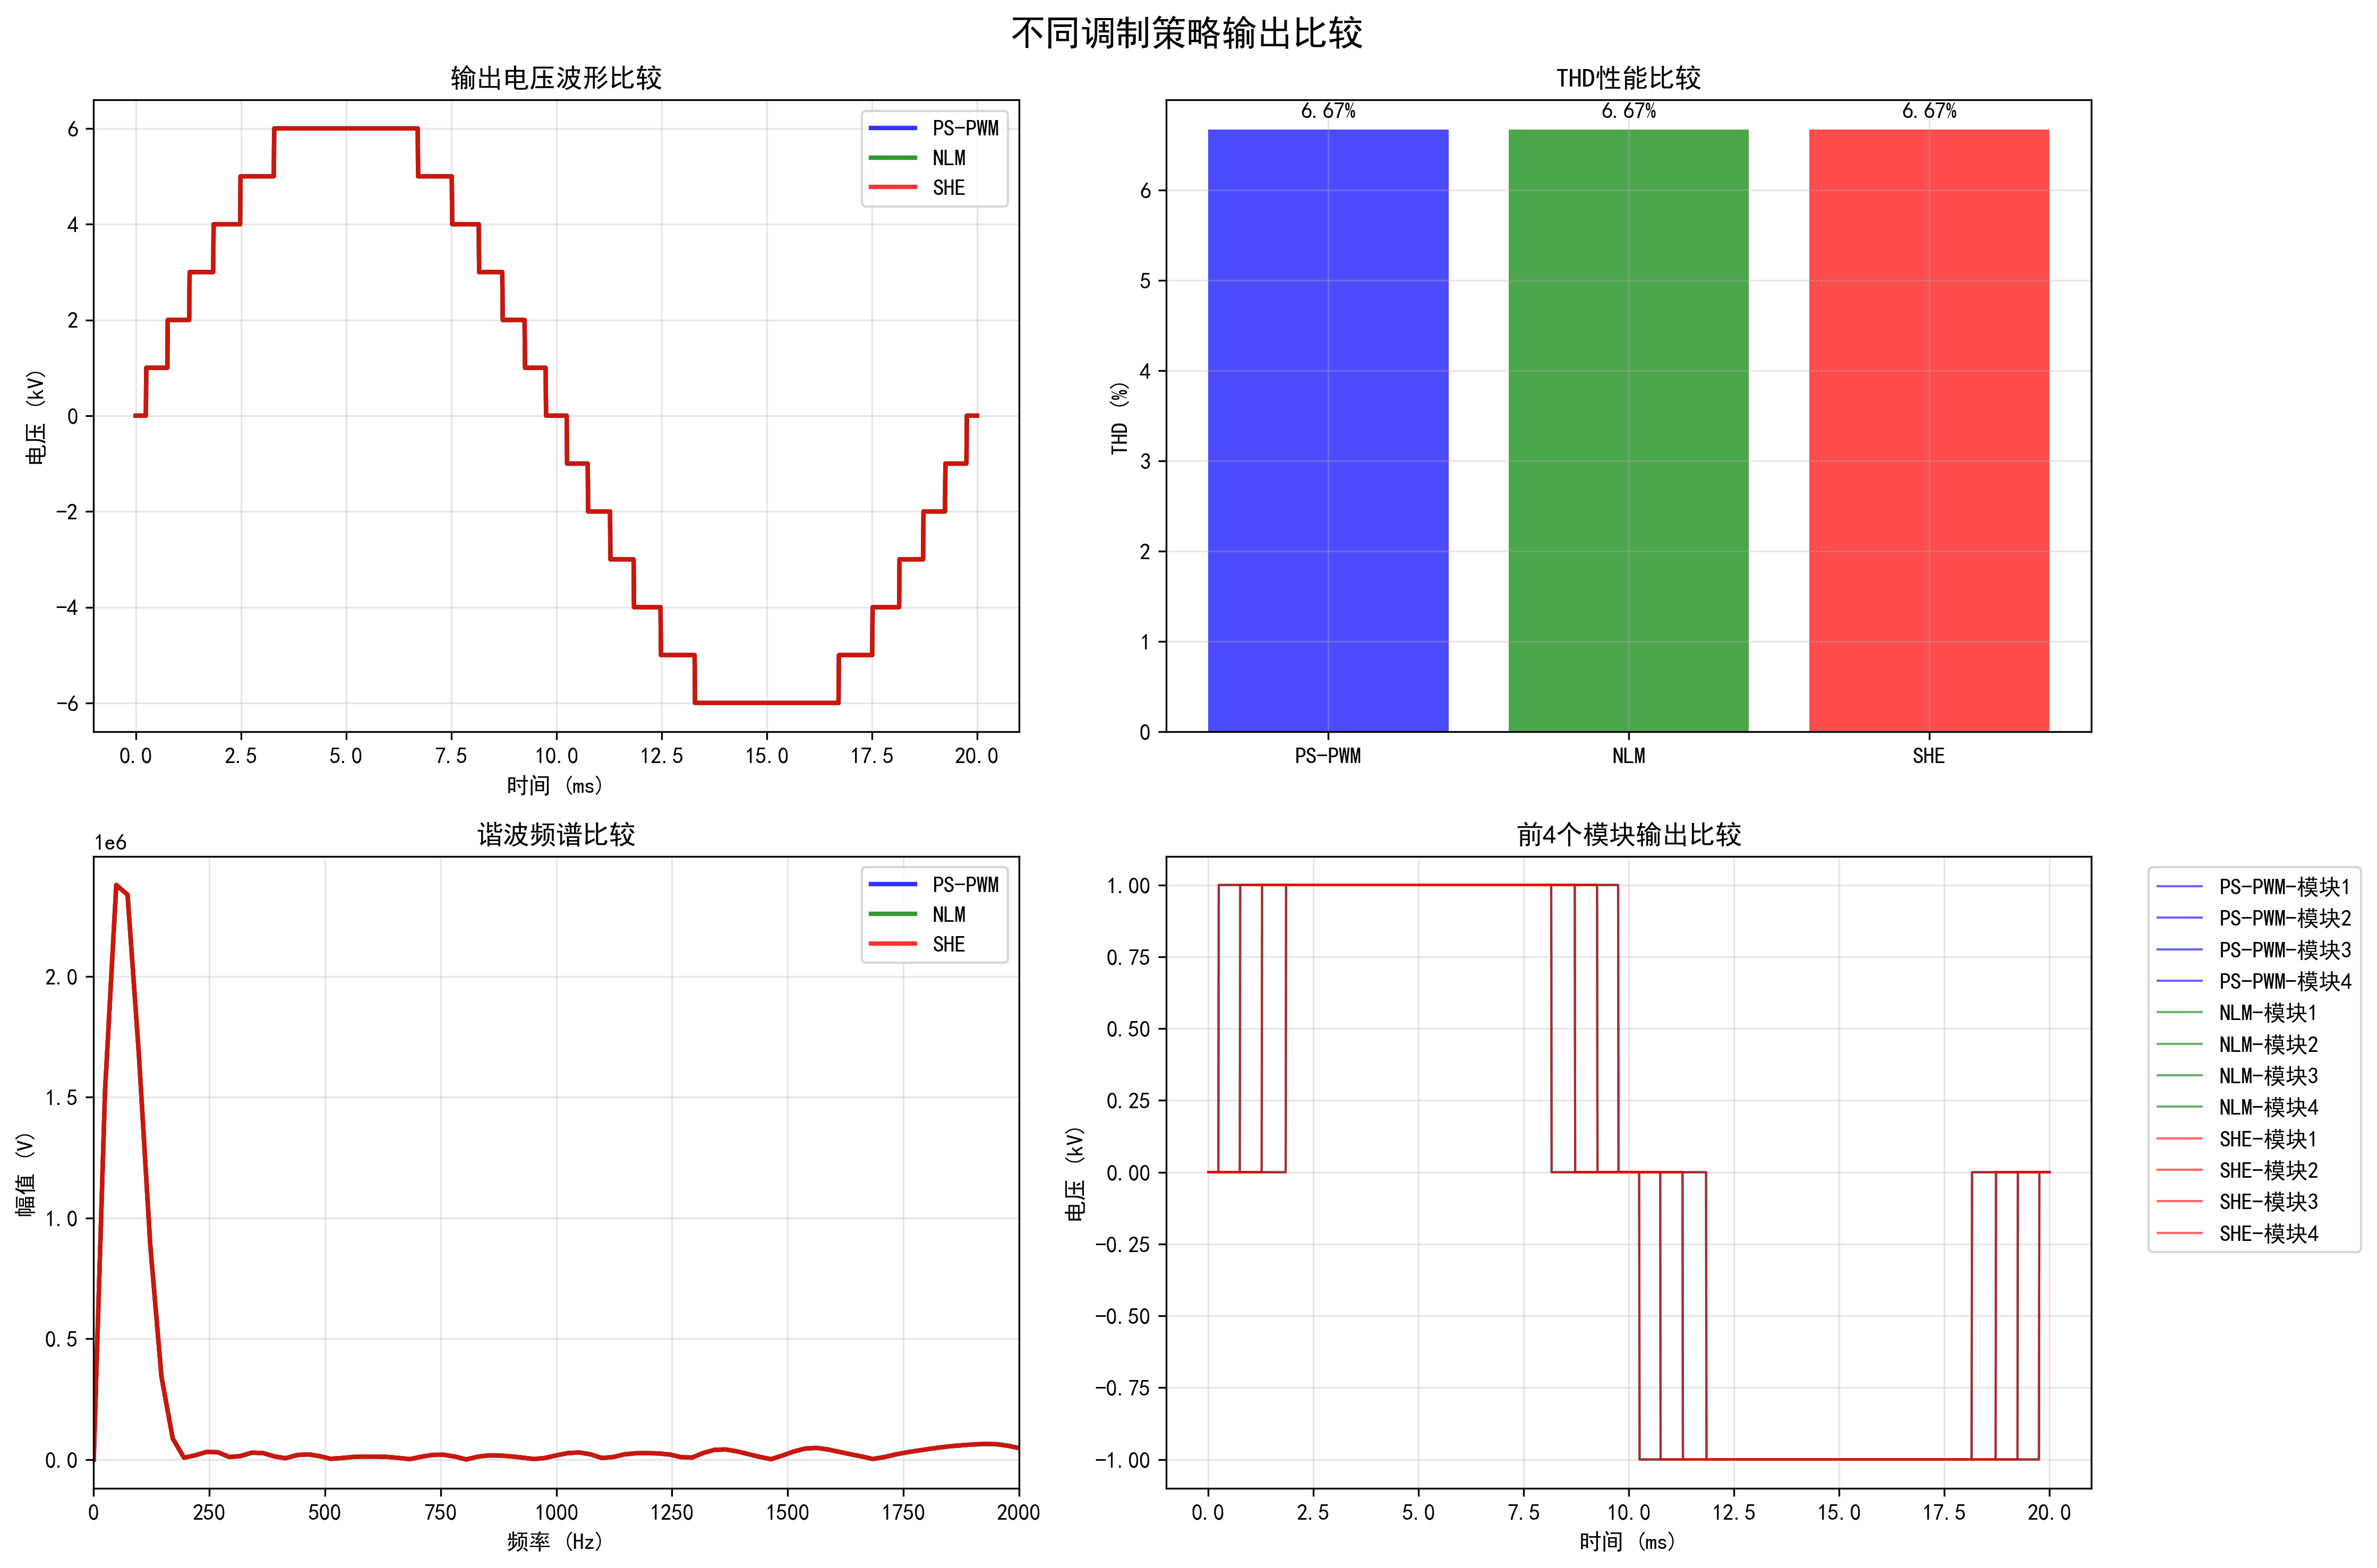 不同调制策略输出比较
输出电压波形比较
电压 (kV)
6
4
2
0
−2
−4
−6
PS-PWM
NLM
SHE
0.0 2.5 5.0 7.5 10.0 12.5 15.0 17.5 20.0
时间 (ms)
THD性能比较
THD (%)
6
5
4
3
2
1
0
6.67% 6.67% 6.67%
PS-PWM NLM SHE
谐波频谱比较
1e6
幅值 (V)
2.0
1.5
1.0
0.5
0.0
PS-PWM
NLM
SHE
0 250 500 750 1000 1250 1500 1750 2000
频率 (Hz)
前4个模块输出比较
电压 (kV)
1.00
0.75
0.50
0.25
0.00
−0.25
−0.50
−0.75
−1.00
0.0 2.5 5.0 7.5 10.0 12.5 15.0 17.5 20.0
时间 (ms)
PS-PWM-模块1
PS-PWM-模块2
PS-PWM-模块3
PS-PWM-模块4
NLM-模块1
NLM-模块2
NLM-模块3
NLM-模块4
SHE-模块1
SHE-模块2
SHE-模块3
SHE-模块4